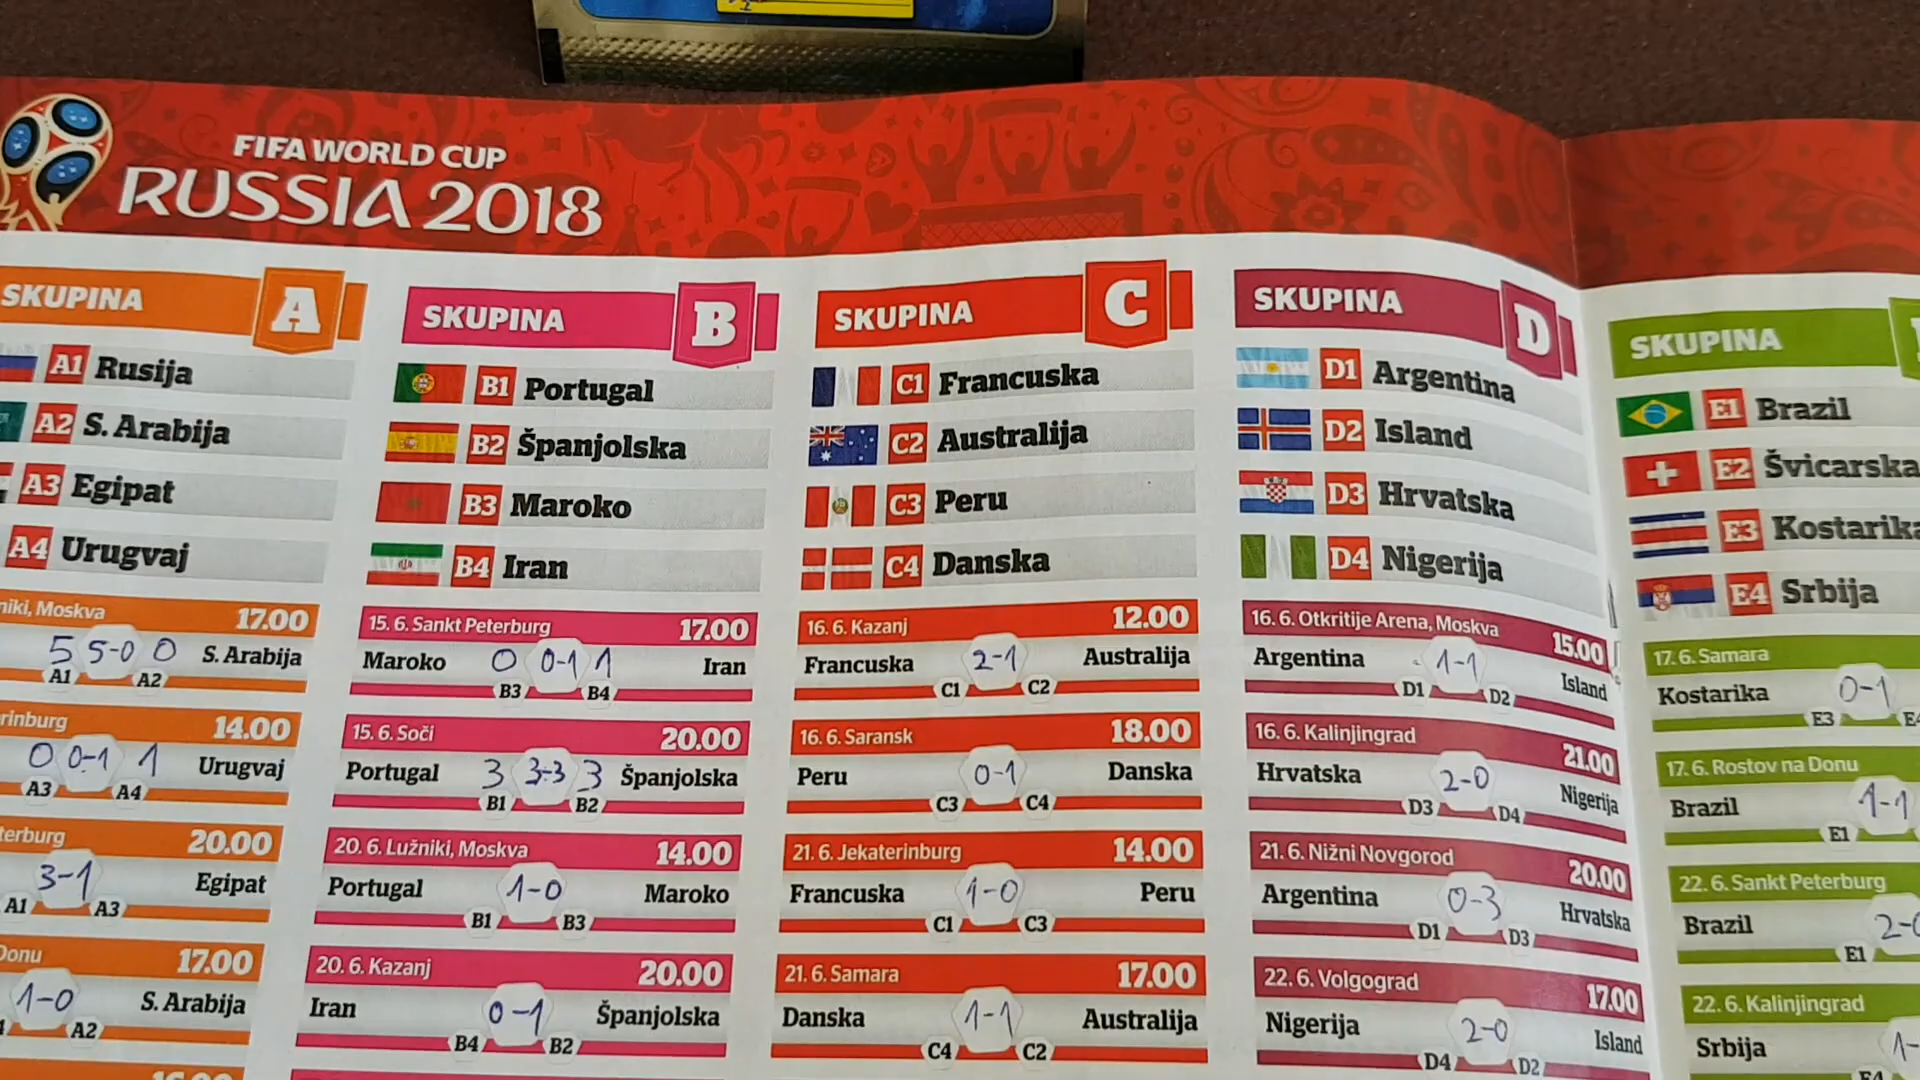 FIFA WORLD CUP
RUSSIA 2018
SKUPINA A
A1 Rusija
A2 S. Arabija
A3 Egipat
A4 Urugvaj
17.00
5 5-0 0 S. Arabija
A1 A2
14.00
0 0-1 1 Urugvaj
A3 A4
20.00
3-1 Egipat
A1 A3
17.00
1-0 S. Arabija
A2
SKUPINA B
B1 Portugal
B2 Španjolska
B3 Maroko
B4 Iran
15. 6. Sankt Peterburg 17.00
Maroko 0 0-1 1 Iran
B3 B4
15. 6. Soči 20.00
Portugal 3 3-3 3 Španjolska
B1 B2
20. 6. Lužniki, Moskva 14.00
Portugal 1-0 Maroko
B1 B3
20. 6. Kazanj 20.00
Iran 0-1 Španjolska
B4 B2
SKUPINA C
C1 Francuska
C2 Australija
C3 Peru
C4 Danska
16. 6. Kazanj 12.00
Francuska 2-1 Australija
C1 C2
16. 6. Saransk 18.00
Peru 0-1 Danska
C3 C4
21. 6. Jekaterinburg 14.00
Francuska 1-0 Peru
C1 C3
21. 6. Samara 17.00
Danska 1-1 Australija
C4 C2
SKUPINA D
D1 Argentina
D2 Island
D3 Hrvatska
D4 Nigerija
16. 6. Otkritije Arena, Moskva 15.00
Argentina 1-1 Island
D1 D2
16. 6. Kalinjingrad 21.00
Hrvatska 2-0 Nigerija
D3 D4
21. 6. Nižni Novgorod 20.00
Argentina 0-3 Hrvatska
D1 D3
22. 6. Volgograd 17.00
Nigerija 2-0 Island
D4 D2
SKUPINA
E1 Brazil
E2 Švicarska
E3 Kostarika
E4 Srbija
17. 6. Samara
Kostarika 0-1
E3
17. 6. Rostov na Donu
Brazil 1-1
E1
22. 6. Sankt Peterburg
Brazil 2-0
E1
22. 6. Kalinjingrad
Srbija 1-
E4